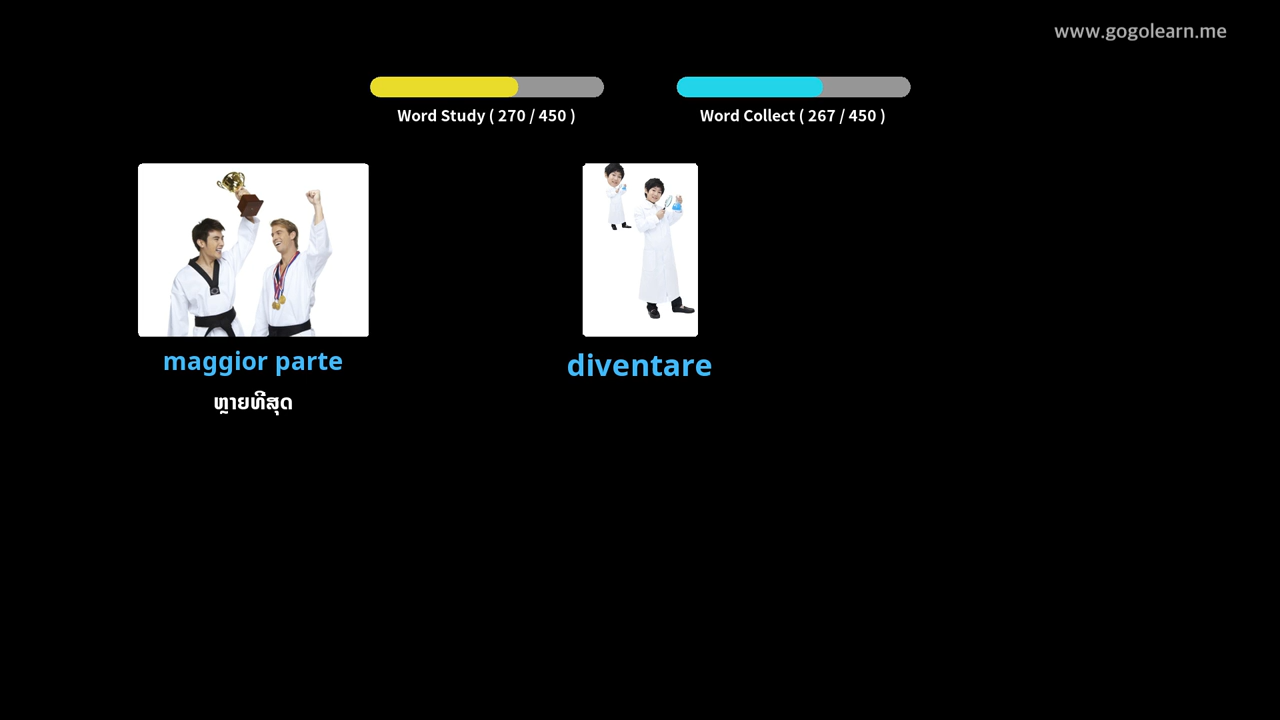 www.gogolearn.me
Word Study ( 270 / 450 )
Word Collect ( 267 / 450 )
maggior parte
ຫຼາຍທີ່ສຸດ
diventare